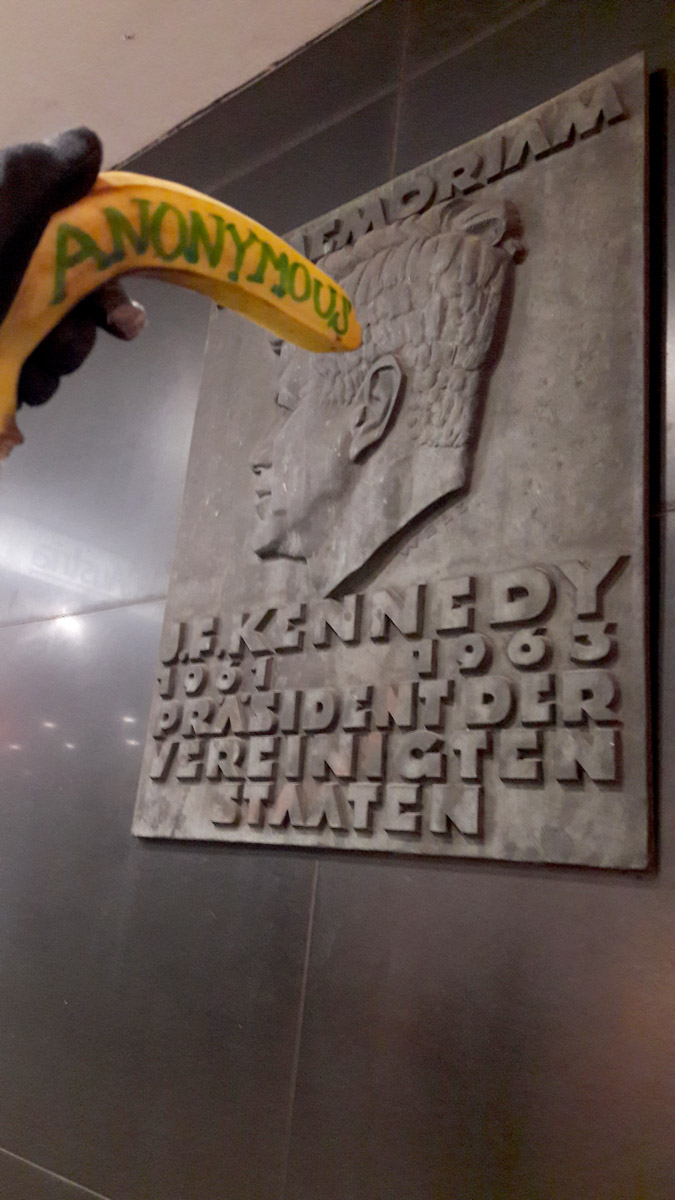 ANONYMOUS
EMORIAM
J.F. KENNEDY
1961 1963
PRÄSIDENT DER
VEREINIGTEN
STAATEN